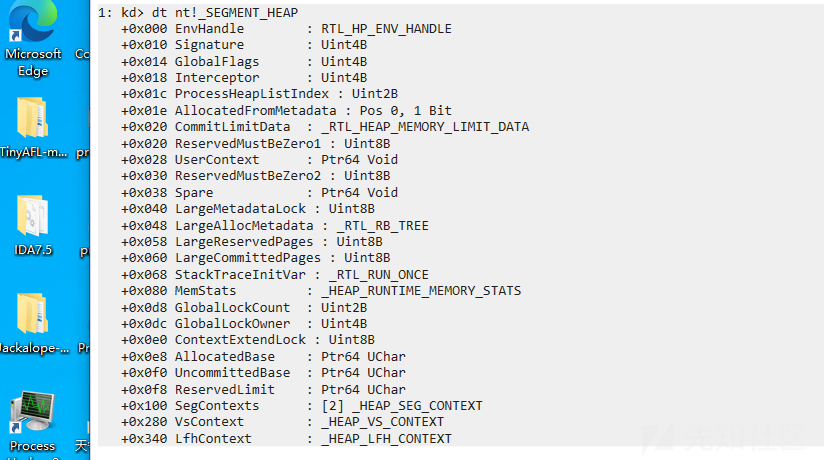 Microsoft
Edge
Co
TinyAFL-m...
pr
IDA7.5
Jackalope-...
Pr
Process
天
1: kd> dt nt!_SEGMENT_HEAP
+0x000 EnvHandle        : RTL_HP_ENV_HANDLE
+0x010 Signature        : Uint4B
+0x014 GlobalFlags      : Uint4B
+0x018 Interceptor      : Uint4B
+0x01c ProcessHeapListIndex : Uint2B
+0x01e AllocatedFromMetadata : Pos 0, 1 Bit
+0x020 CommitLimitData  : _RTL_HEAP_MEMORY_LIMIT_DATA
+0x020 ReservedMustBeZero1 : Uint8B
+0x028 UserContext      : Ptr64 Void
+0x030 ReservedMustBeZero2 : Uint8B
+0x038 Spare            : Ptr64 Void
+0x040 LargeMetadataLock : Uint8B
+0x048 LargeAllocMetadata : _RTL_RB_TREE
+0x058 LargeReservedPages : Uint8B
+0x060 LargeCommittedPages : Uint8B
+0x068 StackTraceInitVar : _RTL_RUN_ONCE
+0x080 MemStats         : _HEAP_RUNTIME_MEMORY_STATS
+0x0d8 GlobalLockCount  : Uint2B
+0x0dc GlobalLockOwner  : Uint4B
+0x0e0 ContextExtendLock : Uint8B
+0x0e8 AllocatedBase    : Ptr64 UChar
+0x0f0 UncommittedBase  : Ptr64 UChar
+0x0f8 ReservedLimit    : Ptr64 UChar
+0x100 SegContexts      : [2] _HEAP_SEG_CONTEXT
+0x280 VsContext        : _HEAP_VS_CONTEXT
+0x340 LfhContext       : _HEAP_LFH_CONTEXT
先知社区